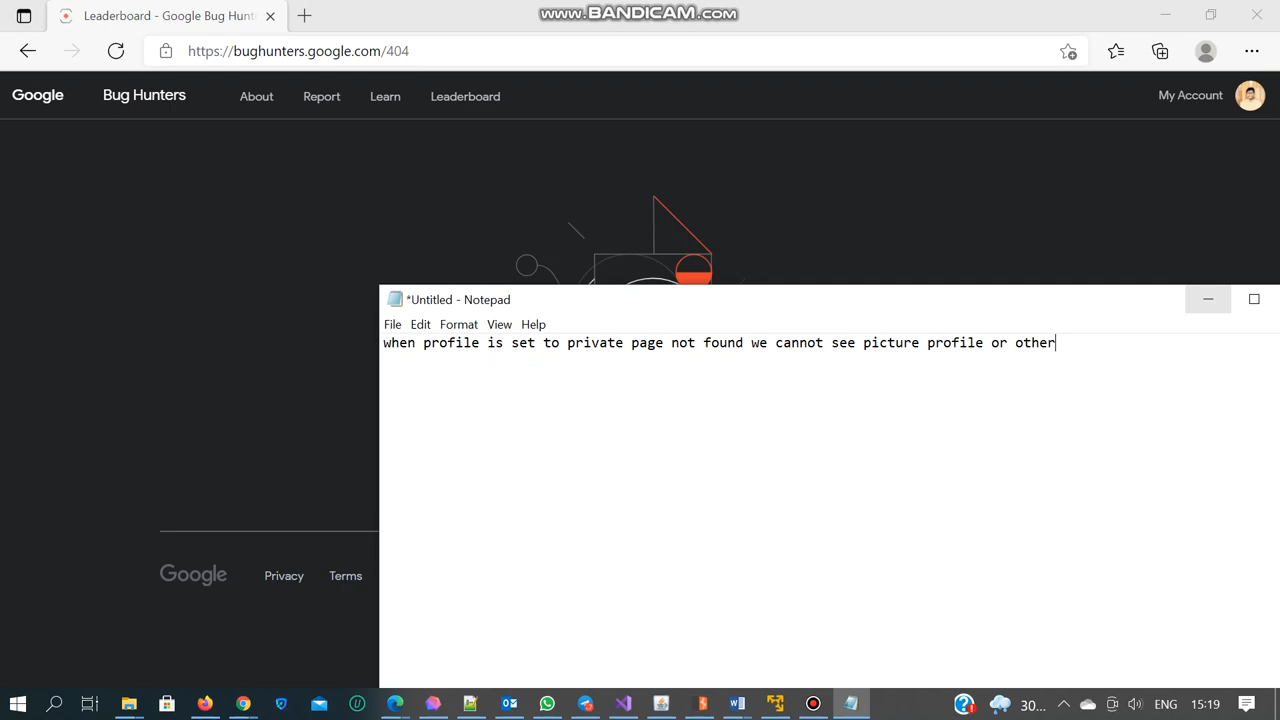 Leaderboard - Google Bug Hunt
www.BANDICAM.com
https://bughunters.google.com/404
Google Bug Hunters About Report Learn Leaderboard My Account
*Untitled - Notepad
File Edit Format View Help
when profile is set to private page not found we cannot see picture profile or other
Google Privacy Terms
30... ENG 15:19